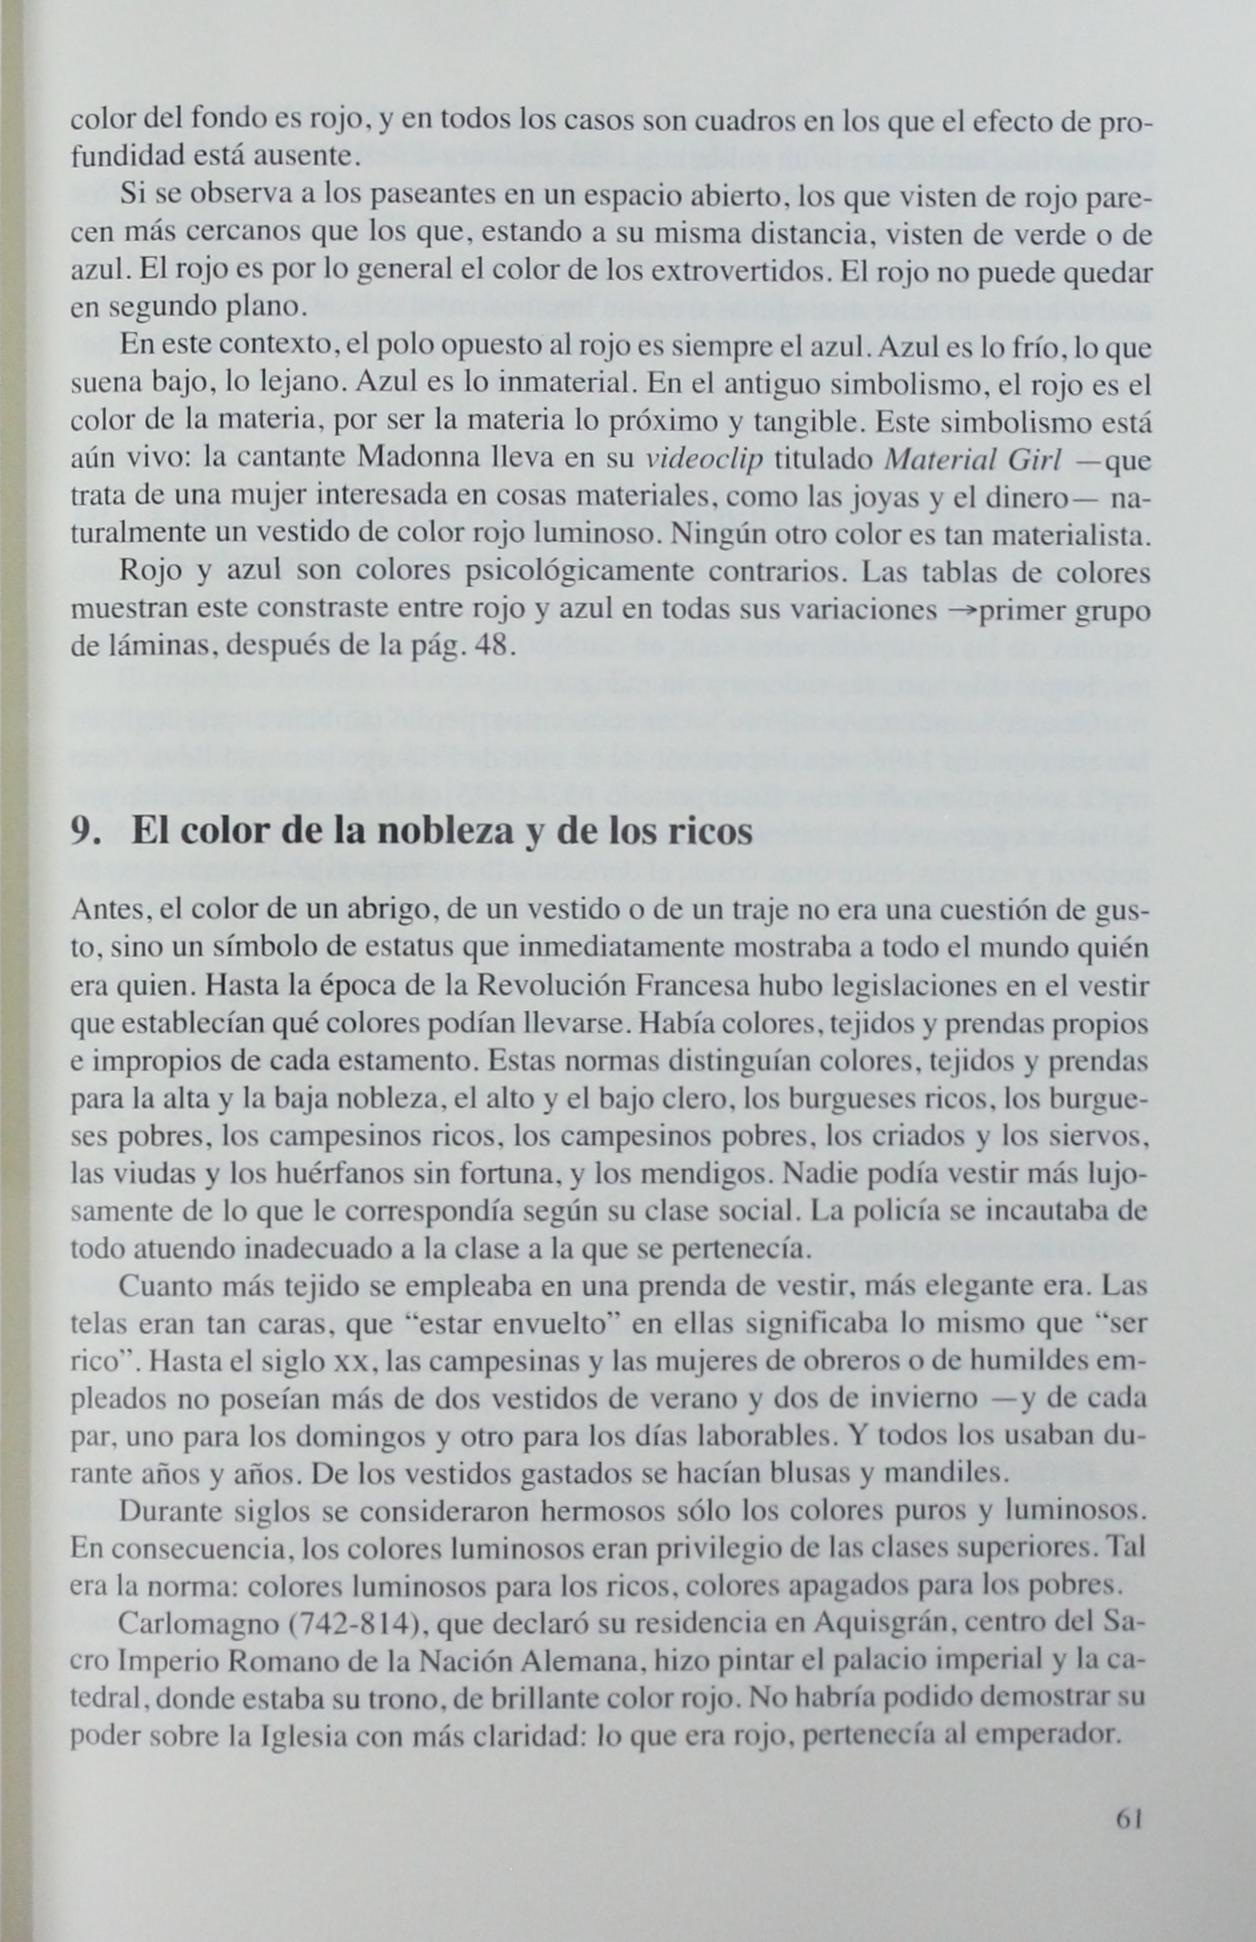 color del fondo es rojo, y en todos los casos son cuadros en los que el efecto de pro-
fundidad está ausente.
Si se observa a los paseantes en un espacio abierto, los que visten de rojo pare-
cen más cercanos que los que, estando a su misma distancia, visten de verde o de
azul. El rojo es por lo general el color de los extrovertidos. El rojo no puede quedar
en segundo plano.
En este contexto, el polo opuesto al rojo es siempre el azul. Azul es lo frío, lo que
suena bajo, lo lejano. Azul es lo inmaterial. En el antiguo simbolismo, el rojo es el
color de la materia, por ser la materia lo próximo y tangible. Este simbolismo está
aún vivo: la cantante Madonna lleva en su videoclip titulado Material Girl —que
trata de una mujer interesada en cosas materiales, como las joyas y el dinero— na-
turalmente un vestido de color rojo luminoso. Ningún otro color es tan materialista.
Rojo y azul son colores psicológicamente contrarios. Las tablas de colores
muestran este constraste entre rojo y azul en todas sus variaciones →primer grupo
de láminas, después de la pág. 48.
9. El color de la nobleza y de los ricos
Antes, el color de un abrigo, de un vestido o de un traje no era una cuestión de gus-
to, sino un símbolo de estatus que inmediatamente mostraba a todo el mundo quién
era quien. Hasta la época de la Revolución Francesa hubo legislaciones en el vestir
que establecían qué colores podían llevarse. Había colores, tejidos y prendas propios
e impropios de cada estamento. Estas normas distinguían colores, tejidos y prendas
para la alta y la baja nobleza, el alto y el bajo clero, los burgueses ricos, los burgue-
ses pobres, los campesinos ricos, los campesinos pobres, los criados y los siervos,
las viudas y los huérfanos sin fortuna, y los mendigos. Nadie podía vestir más lujo-
samente de lo que le correspondía según su clase social. La policía se incautaba de
todo atuendo inadecuado a la clase a la que se pertenecía.
Cuanto más tejido se empleaba en una prenda de vestir, más elegante era. Las
telas eran tan caras, que “estar envuelto” en ellas significaba lo mismo que “ser
rico”. Hasta el siglo XX, las campesinas y las mujeres de obreros o de humildes em-
pleados no poseían más de dos vestidos de verano y dos de invierno —y de cada
par, uno para los domingos y otro para los días laborables. Y todos los usaban du-
rante años y años. De los vestidos gastados se hacían blusas y mandiles.
Durante siglos se consideraron hermosos sólo los colores puros y luminosos.
En consecuencia, los colores luminosos eran privilegio de las clases superiores. Tal
era la norma: colores luminosos para los ricos, colores apagados para los pobres.
Carlomagno (742-814), que declaró su residencia en Aquisgrán, centro del Sa-
cro Imperio Romano de la Nación Alemana, hizo pintar el palacio imperial y la ca-
tedral, donde estaba su trono, de brillante color rojo. No habría podido demostrar su
poder sobre la Iglesia con más claridad: lo que era rojo, pertenecía al emperador.
61